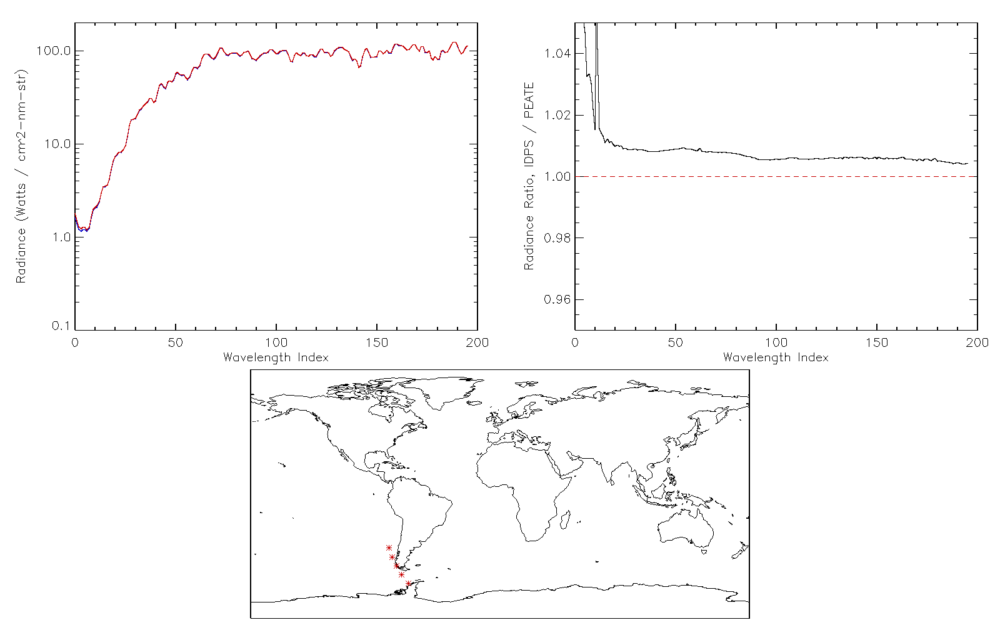 Radiance (Watts / cm^2-nm-str)
100.0
10.0
1.0
0.1
0 50 100 150 200
Wavelength Index
Radiance Ratio, IDPS / PEATE
1.04
1.02
1.00
0.98
0.96
0 50 100 150 200
Wavelength Index